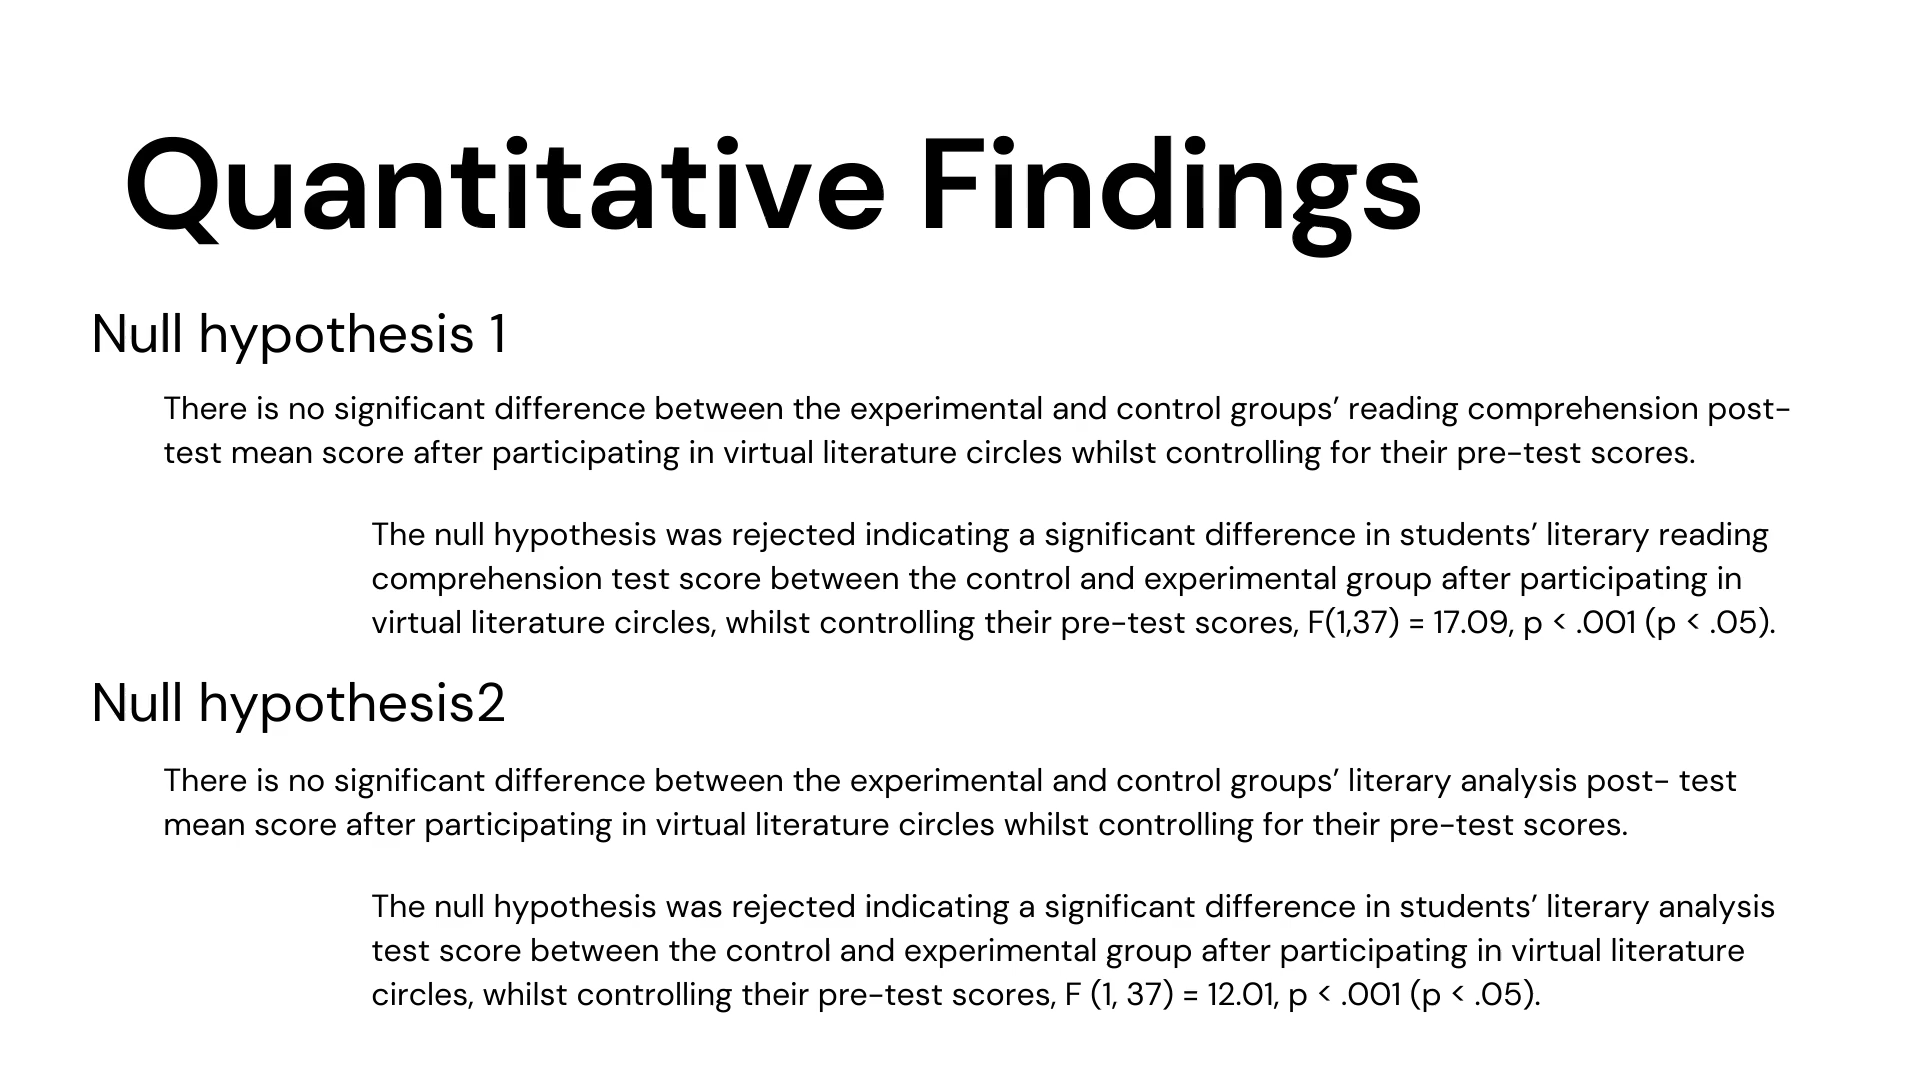 Quantitative Findings
Null hypothesis 1
There is no significant difference between the experimental and control groups’ reading comprehension post-
test mean score after participating in virtual literature circles whilst controlling for their pre-test scores.
The null hypothesis was rejected indicating a significant difference in students’ literary reading
comprehension test score between the control and experimental group after participating in
virtual literature circles, whilst controlling their pre-test scores, F(1,37) = 17.09, p < .001 (p < .05).
Null hypothesis2
There is no significant difference between the experimental and control groups’ literary analysis post- test
mean score after participating in virtual literature circles whilst controlling for their pre-test scores.
The null hypothesis was rejected indicating a significant difference in students’ literary analysis
test score between the control and experimental group after participating in virtual literature
circles, whilst controlling their pre-test scores, F (1, 37) = 12.01, p < .001 (p < .05).